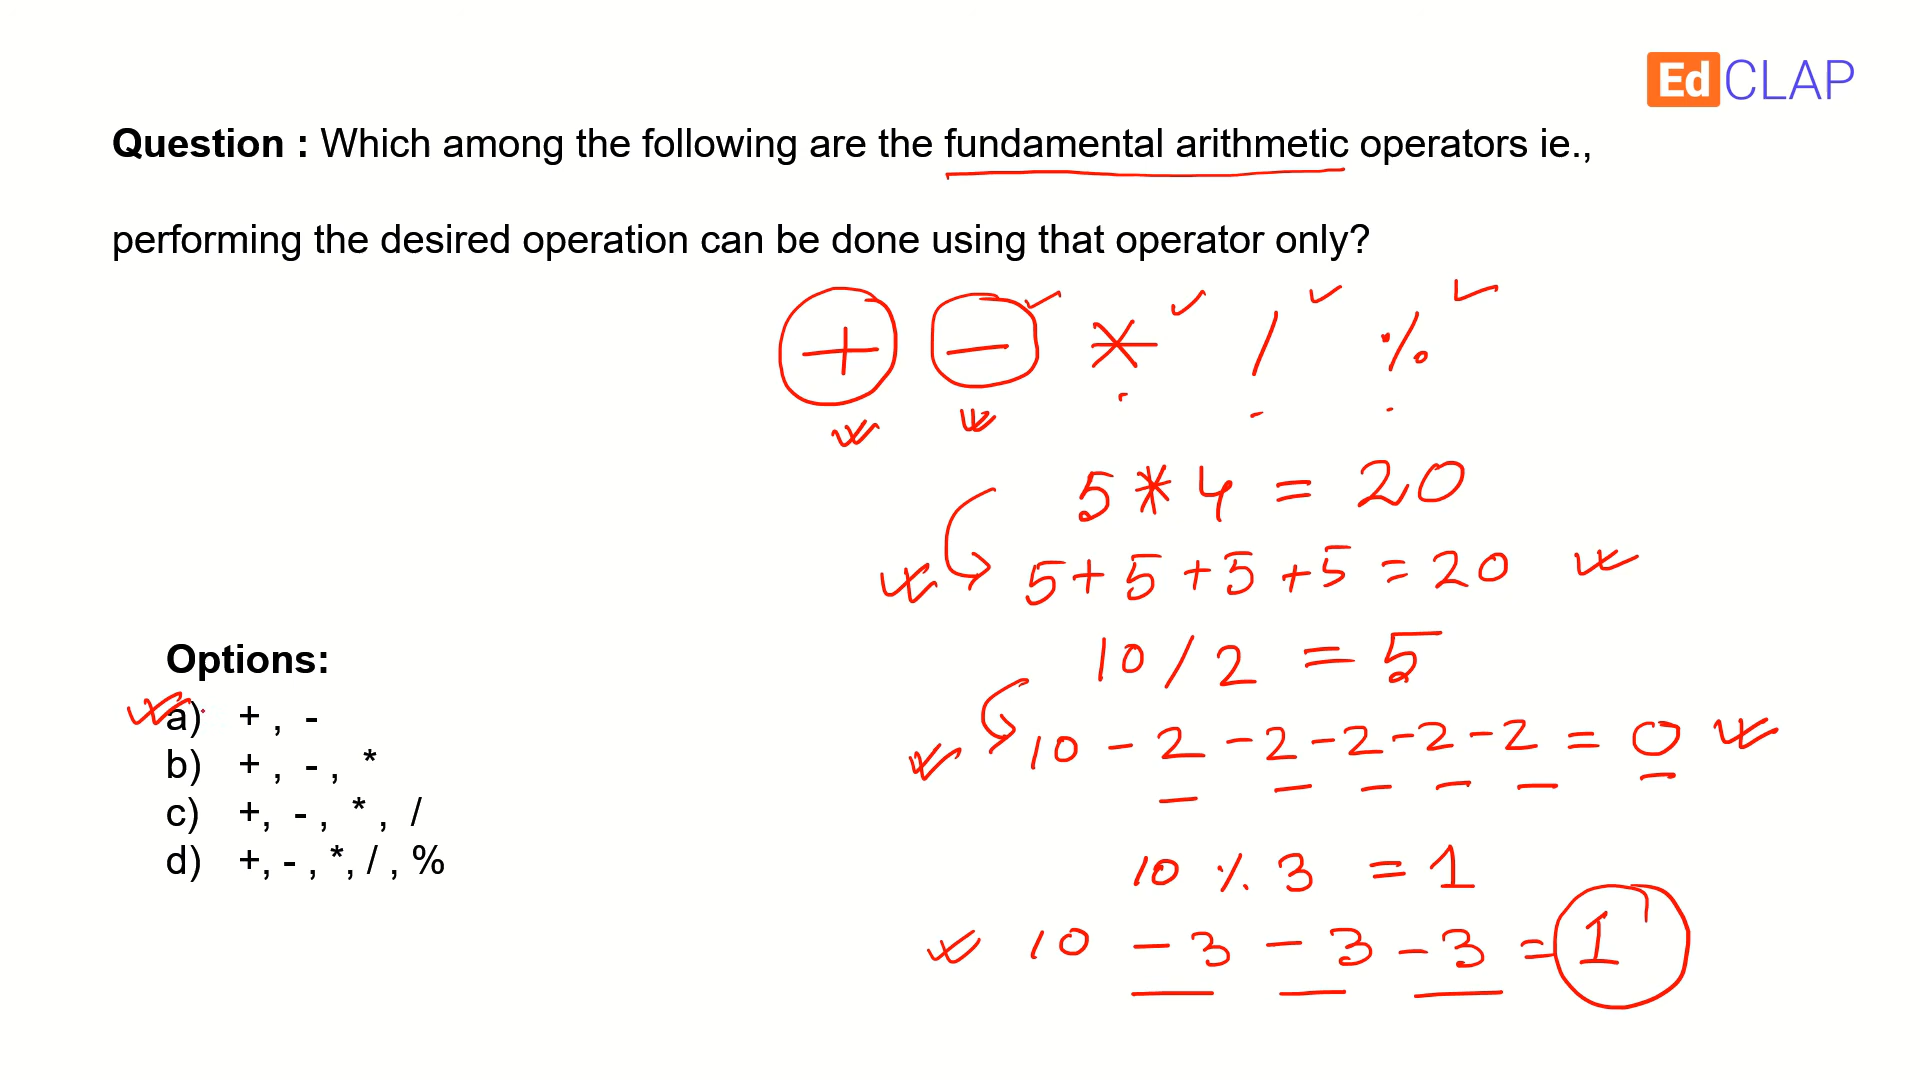 EdCLAP
Question : Which among the following are the fundamental arithmetic operators ie.,
performing the desired operation can be done using that operator only?
+ - * / %
5 * 4 = 20
5 + 5 + 5 + 5 = 20
10 / 2 = 5
Options:
a) + , -
10 - 2 - 2 - 2 - 2 - 2 = 0
b) + , - , *
c) +, - , * , /
d) +, - , *, / , %
10 % 3 = 1
10 - 3 - 3 - 3 = 1